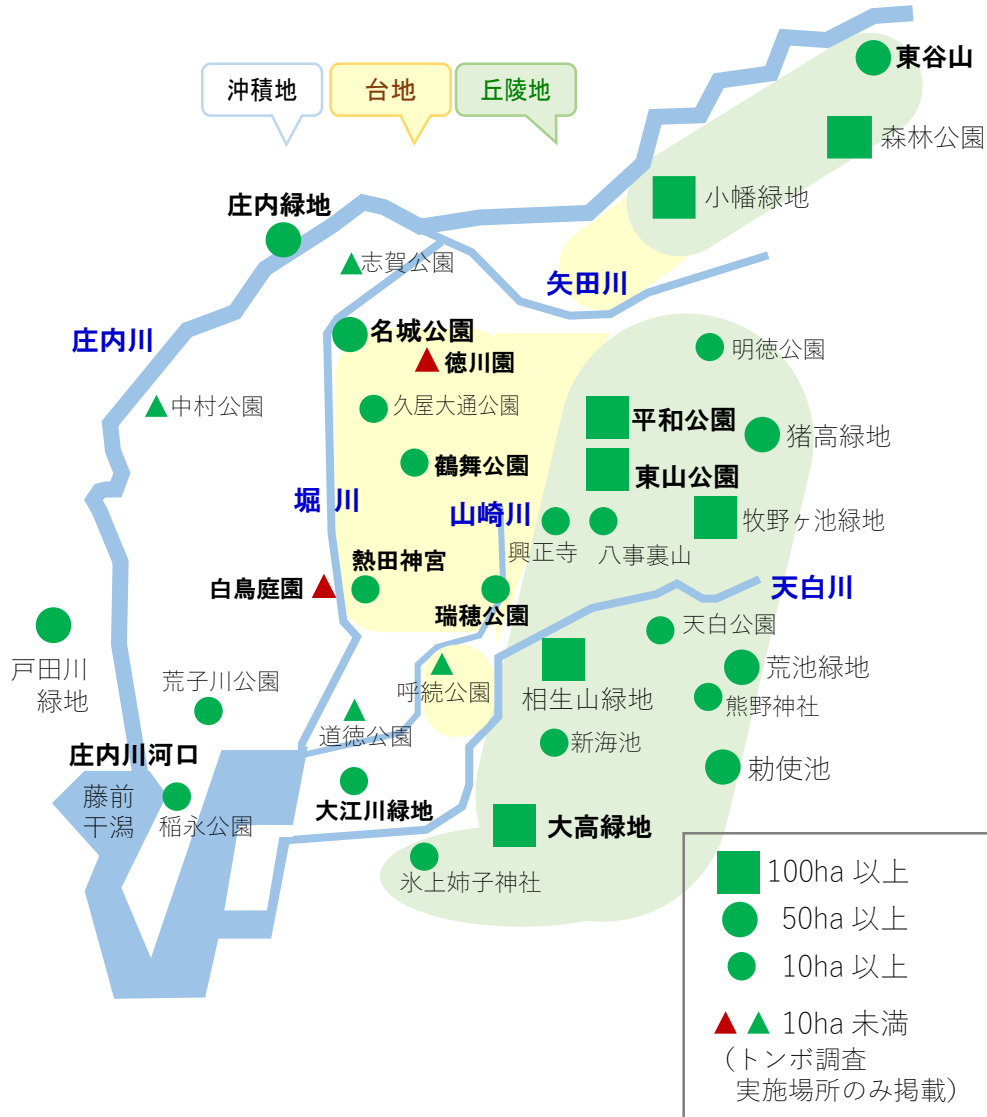 東谷山
沖積地
台地
丘陵地
森林公園
小幡緑地
庄内緑地
志賀公園
矢田川
庄内川
名城公園
徳川園
明徳公園
久屋大通公園
中村公園
平和公園
猪高緑地
鶴舞公園
東山公園
堀川
山崎川
牧野ヶ池緑地
興正寺
八事裏山
熱田神宮
白鳥庭園
天白川
瑞穂公園
天白公園
戸田川
緑地
荒子川公園
呼続公園
相生山緑地
荒池緑地
熊野神社
道徳公園
新海池
庄内川河口
勅使池
藤前
干潟
稲永公園
大江川緑地
大高緑地
氷上姉子神社
100ha 以上
50ha 以上
10ha 以上
10ha 未満
（トンボ調査
実施場所のみ掲載）